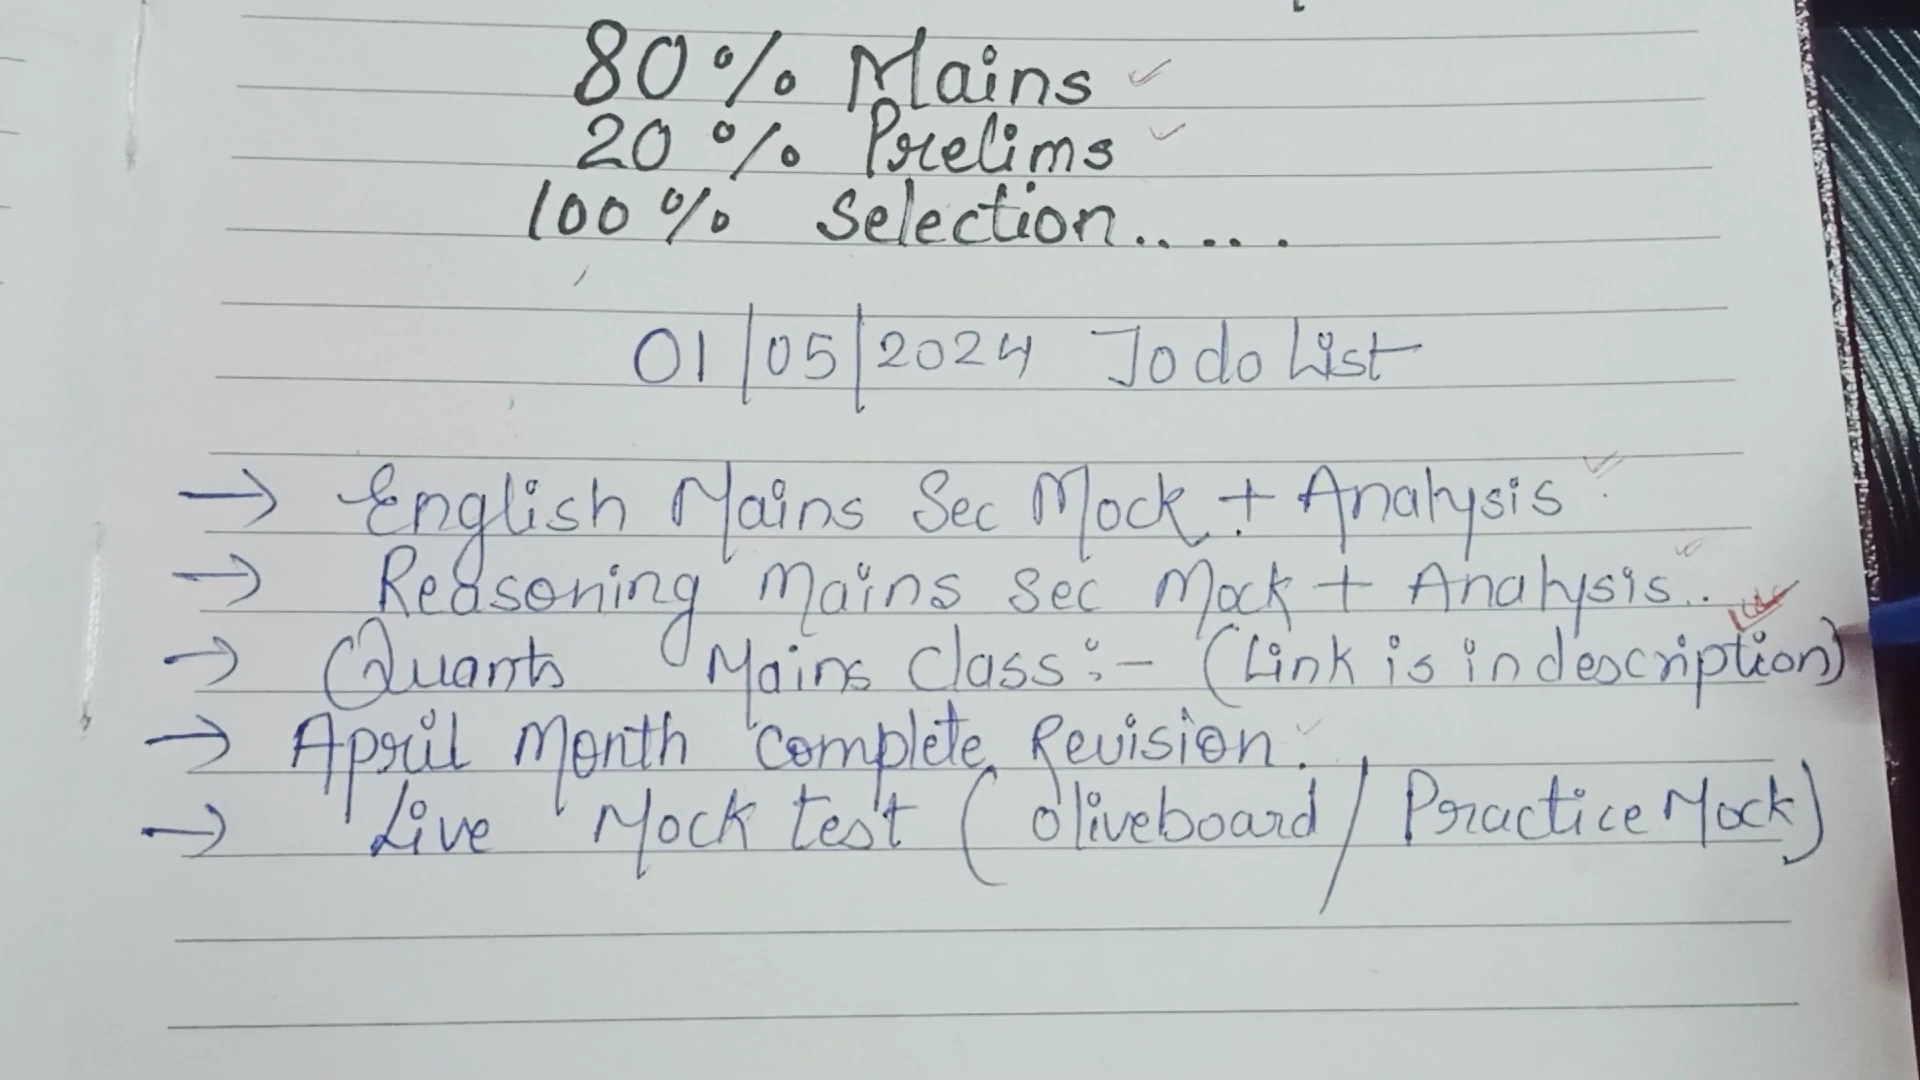 80% Mains
20% Prelims
100% Selection.....
01/05/2024 To do List
→ English Mains Sec Mock + Analysis
→ Reasoning Mains Sec Mock + Analysis..
→ Quants Mains Class:- (Link is in description)
→ April Month Complete Revision.
→ Live Mock test (Oliveboard / Practice Mock)